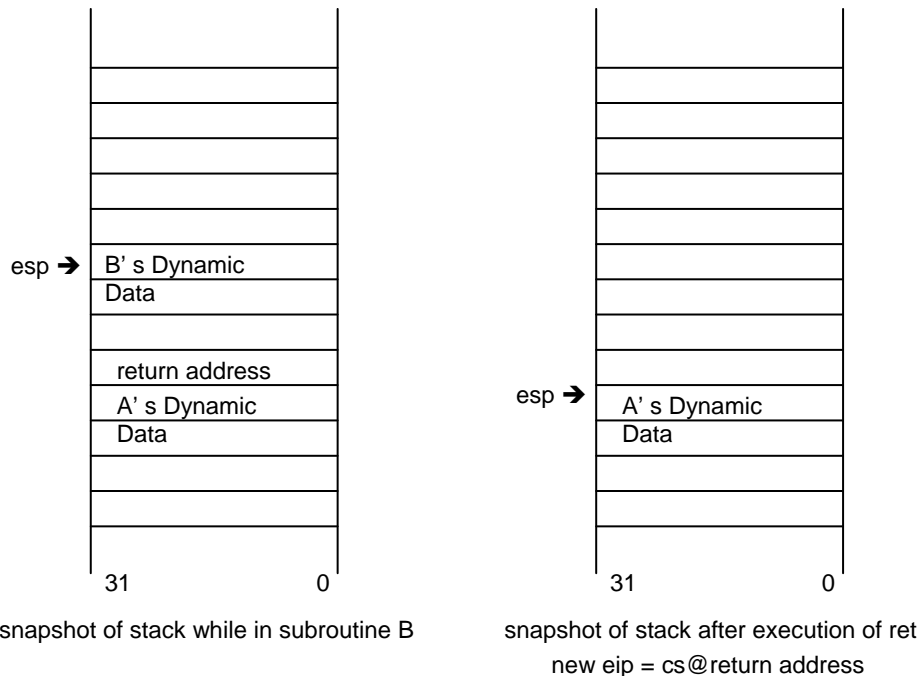 esp ➔
B' s Dynamic
Data
return address
A' s Dynamic
Data
31 0
snapshot of stack while in subroutine B
esp ➔
A' s Dynamic
Data
31 0
snapshot of stack after execution of ret
new eip = cs@return address